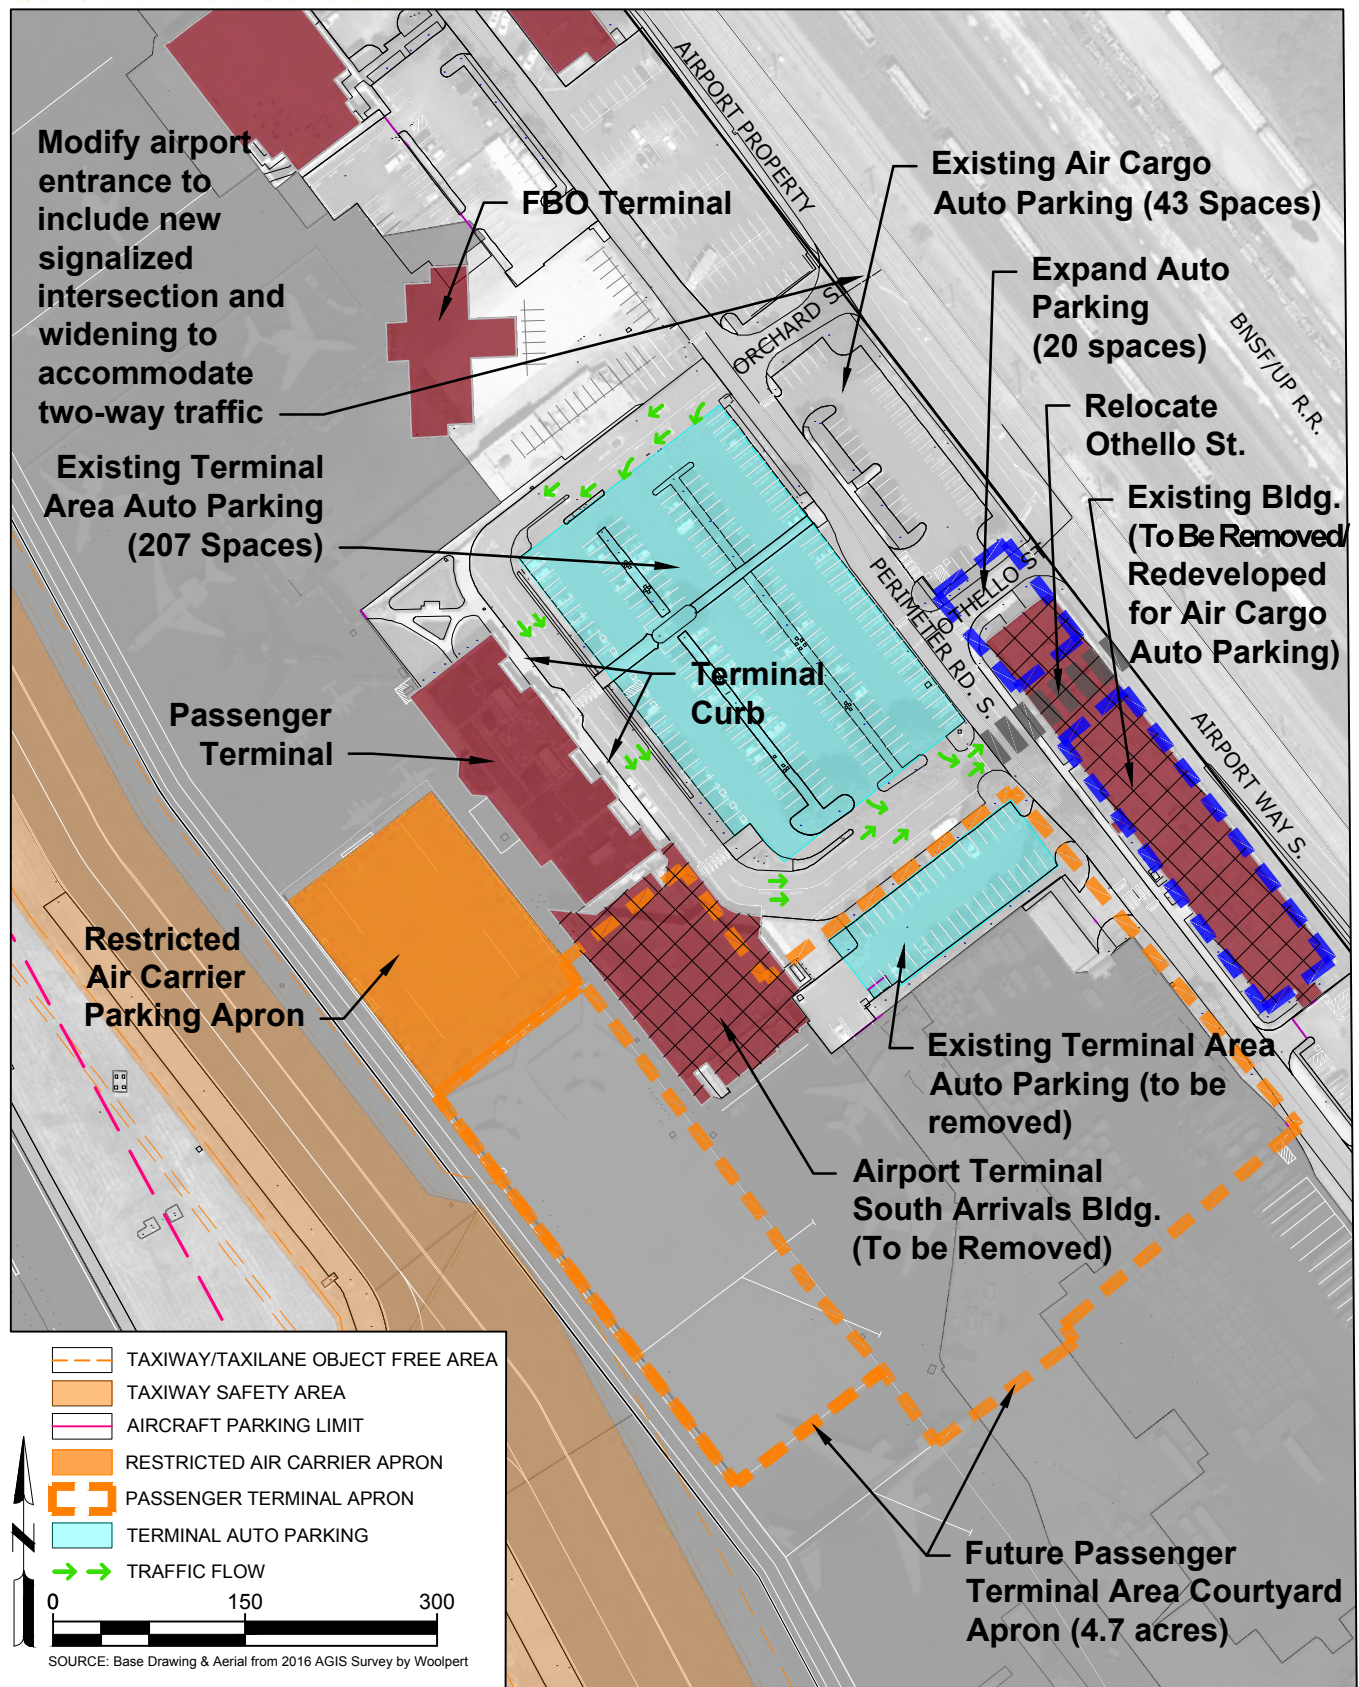 Modify airport
entrance to
include new
signalized
intersection and
widening to
accommodate
two-way traffic
FBO Terminal
AIRPORT PROPERTY
Existing Air Cargo
Auto Parking (43 Spaces)
Expand Auto
Parking
(20 spaces)
BNSF/UP R.R.
ORCHARD S
Relocate
Othello St.
Existing Terminal
Area Auto Parking
(207 Spaces)
Existing Bldg.
(To Be Removed/
Redeveloped
for Air Cargo
Auto Parking)
OTHELLO S
PERIMETER RD. S.
Terminal
Curb
Passenger
Terminal
AIRPORT WAY S.
Restricted
Air Carrier
Parking Apron
Existing Terminal Area
Auto Parking (to be
removed)
Airport Terminal
South Arrivals Bldg.
(To be Removed)
Future Passenger
Terminal Area Courtyard
Apron (4.7 acres)
TAXIWAY/TAXILANE OBJECT FREE AREA
TAXIWAY SAFETY AREA
AIRCRAFT PARKING LIMIT
RESTRICTED AIR CARRIER APRON
PASSENGER TERMINAL APRON
TERMINAL AUTO PARKING
TRAFFIC FLOW
N
0 150 300
SOURCE: Base Drawing & Aerial from 2016 AGIS Survey by Woolpert